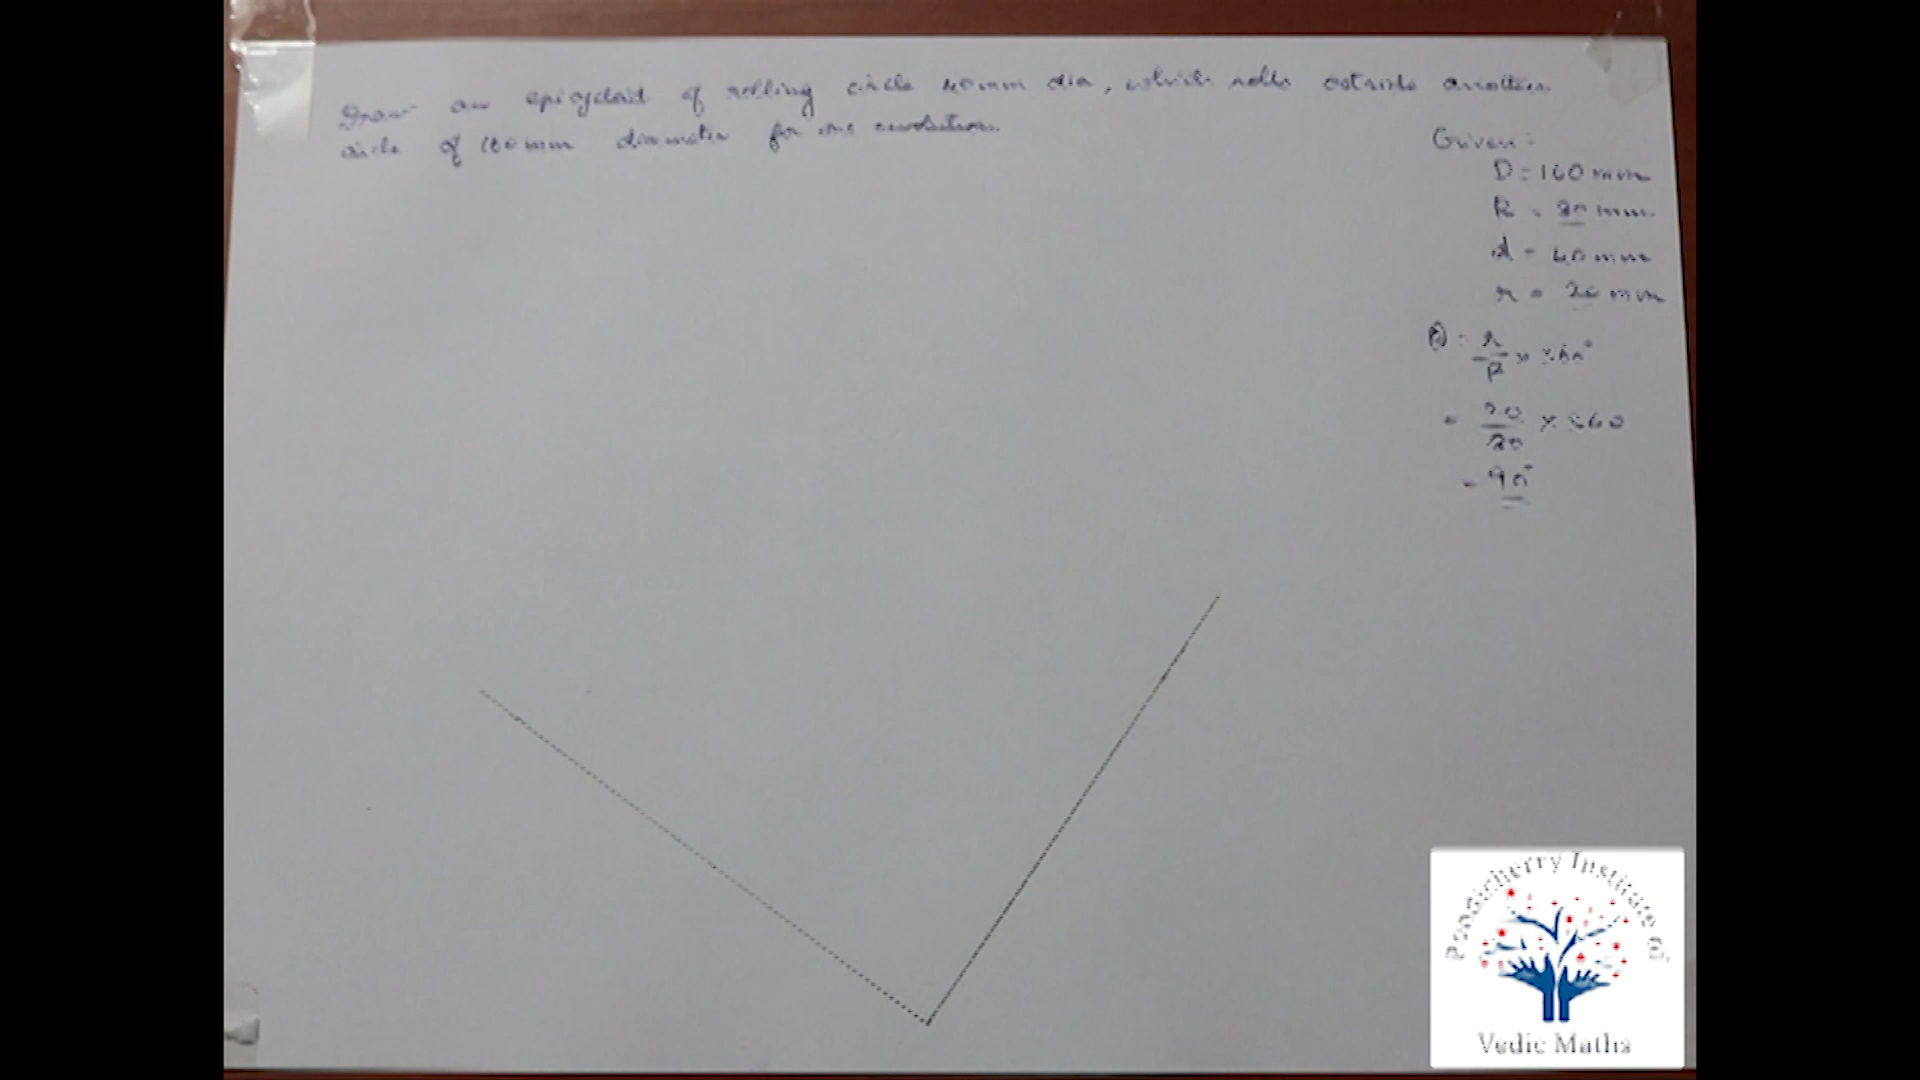 Draw an epicycloid of rolling circle 40mm dia, which rolls outside another
circle of 160mm diameter for one revolution.
Given:
D = 160 mm
R = 80 mm
d = 40 mm
r = 20 mm
θ = r/R × 360°
= 20/80 × 360
= 90°
Pondicherry Institute of
Vedic Maths